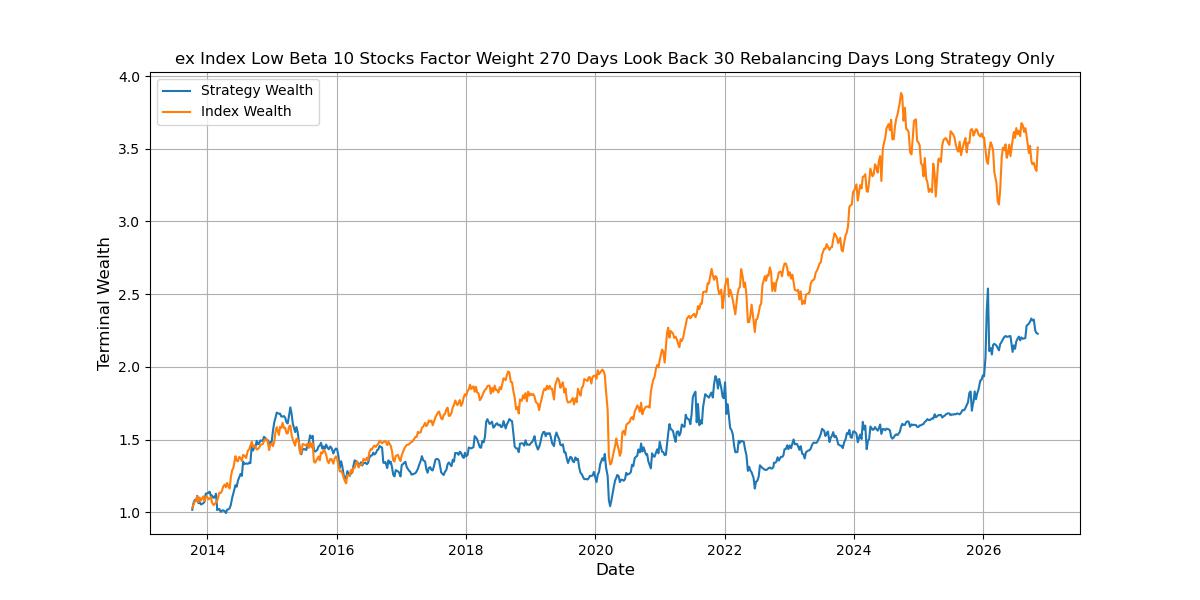 ex Index Low Beta 10 Stocks Factor Weight 270 Days Look Back 30 Rebalancing Days Long Strategy Only
Strategy Wealth
Index Wealth
Terminal Wealth
4.0
3.5
3.0
2.5
2.0
1.5
1.0
2014 2016 2018 2020 2022 2024 2026
Date